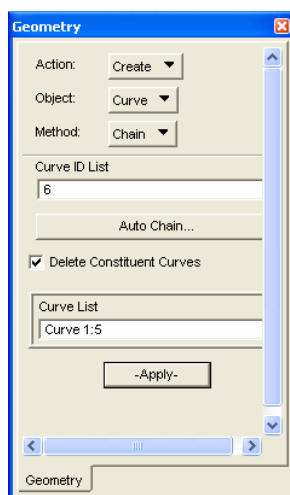 Geometry
Action: Create
Object: Curve
Method: Chain
Curve ID List
6
Auto Chain...
Delete Constituent Curves
Curve List
Curve 1:5
-Apply-
Geometry